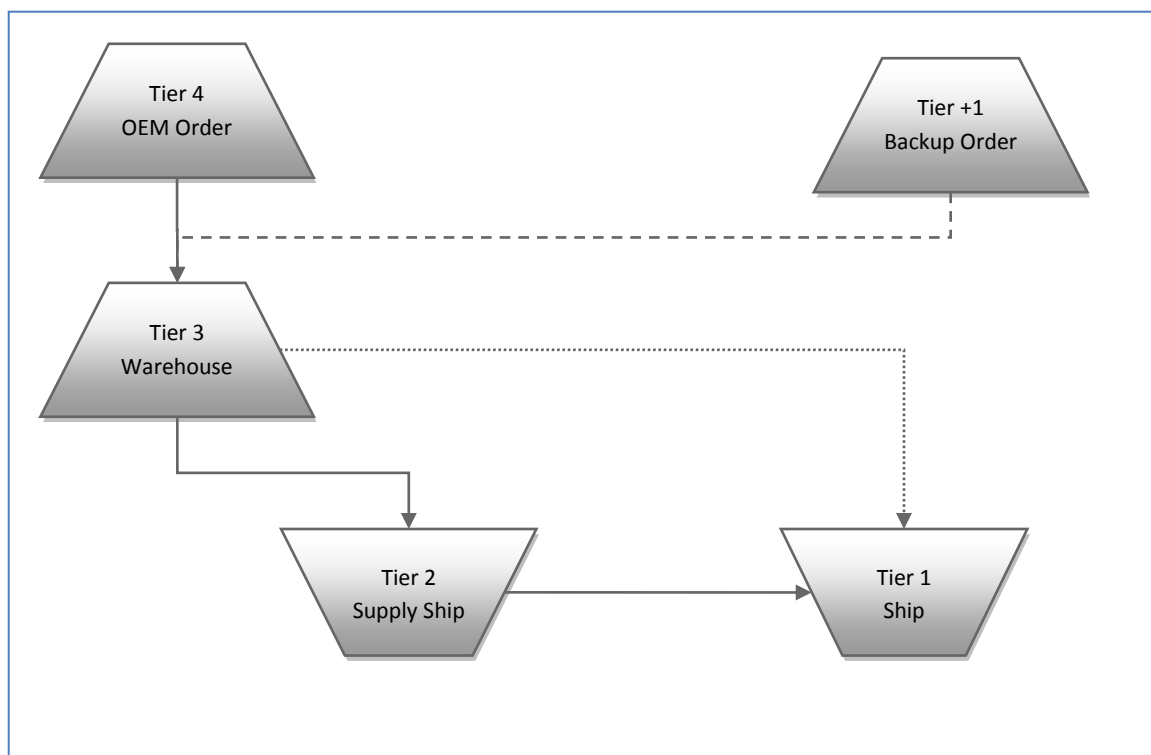 Tier 4
OEM Order
Tier +1
Backup Order
Tier 3
Warehouse
Tier 2
Supply Ship
Tier 1
Ship